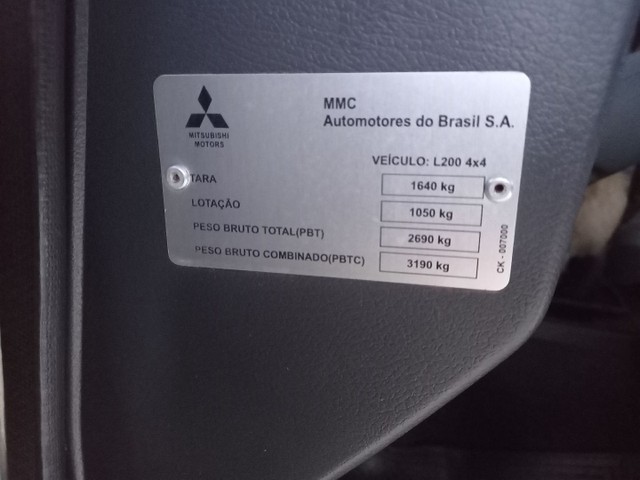 MITSUBISHI
MOTORS
MMC
Automotores do Brasil S.A.
VEÍCULO: L200 4x4
TARA 1640 kg
LOTAÇÃO 1050 kg
PESO BRUTO TOTAL(PBT) 2690 kg
PESO BRUTO COMBINADO(PBTC) 3190 kg
CK - 007000